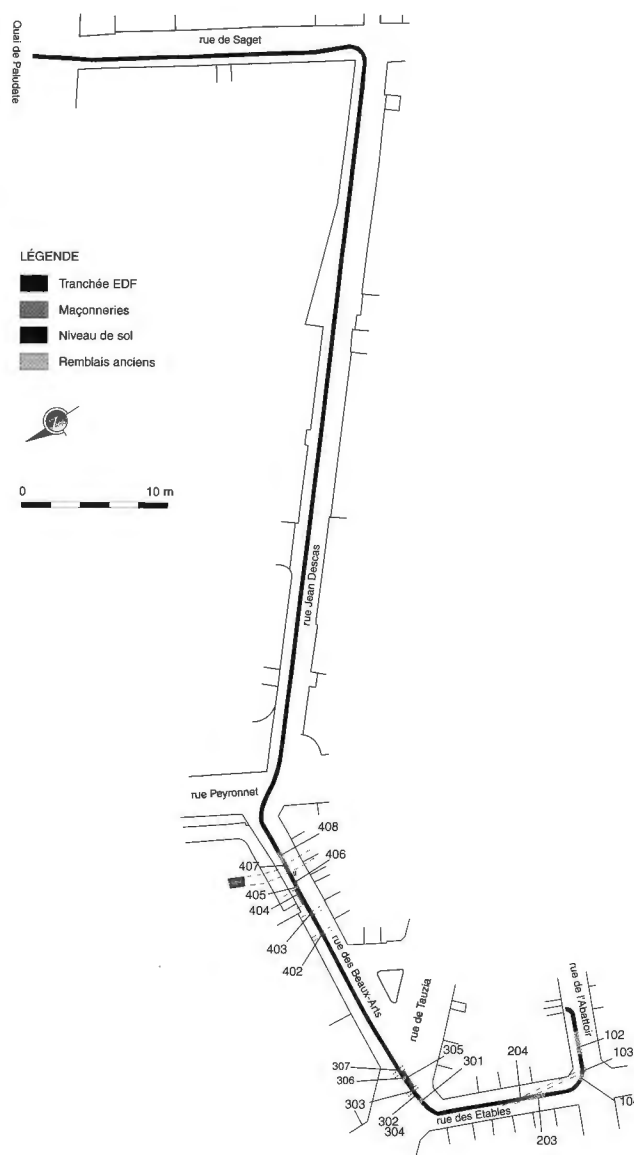 rue de Saget
Quai de Paludate
LÉGENDE
Tranchée EDF
Maçonneries
Niveau de sol
Remblais anciens
0 10 m
rue Jean Descas
rue Peyronnet
408
407
406
405
404
403
402
rue des Beaux-Arts
rue de Tauzia
rue de l'Abattoir
102
103
307
305
204
301
306
303
302
304
rue des Etables
203